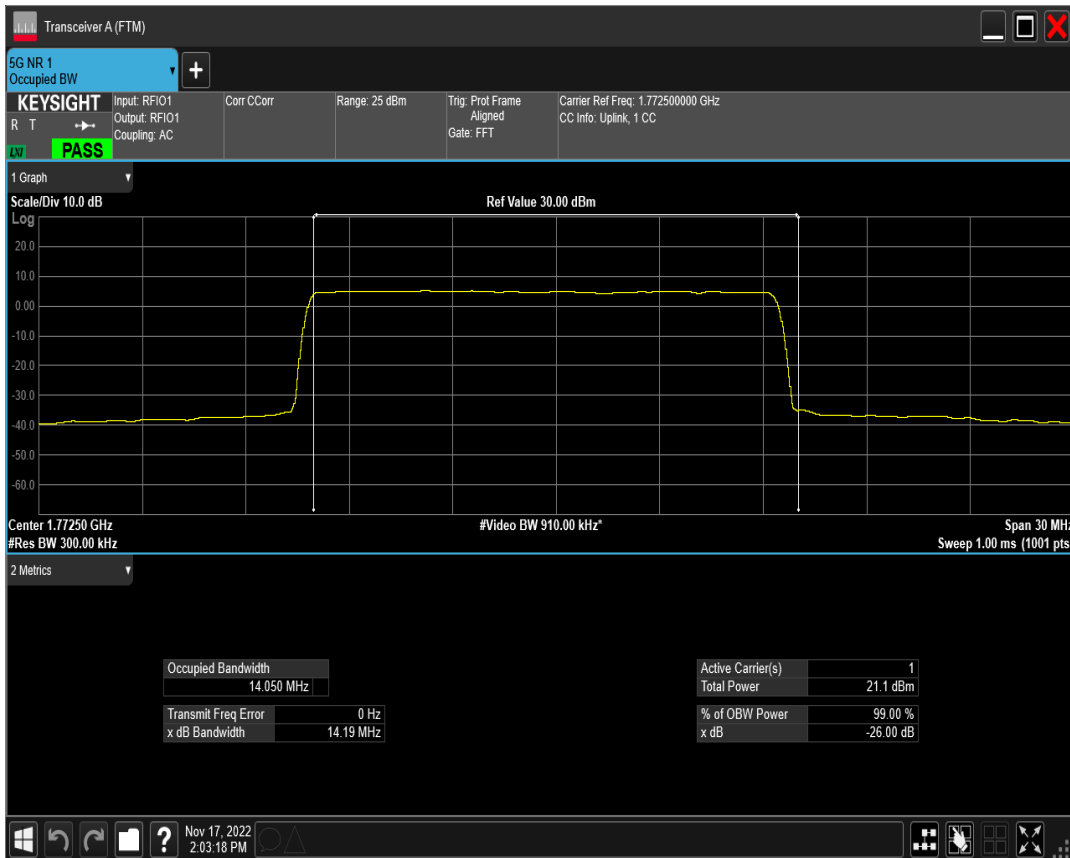 Transceiver A (FTM)
5G NR 1
Occupied BW
+
KEYSIGHT
R T
LXI
PASS
Input: RFIO1
Output: RFIO1
Coupling: AC
Corr CCorr
Range: 25 dBm
Trig: Prot Frame
Aligned
Gate: FFT
Carrier Ref Freq: 1.772500000 GHz
CC Info: Uplink, 1 CC
1 Graph
Scale/Div 10.0 dB
Ref Value 30.00 dBm
Log
20.0
10.0
0.00
-10.0
-20.0
-30.0
-40.0
-50.0
-60.0
Center 1.77250 GHz
#Video BW 910.00 kHz*
Span 30 MHz
#Res BW 300.00 kHz
Sweep 1.00 ms (1001 pts
2 Metrics
Occupied Bandwidth
14.050 MHz
Transmit Freq Error 0 Hz
x dB Bandwidth 14.19 MHz
Active Carrier(s) 1
Total Power 21.1 dBm
% of OBW Power 99.00 %
x dB -26.00 dB
?
Nov 17, 2022
2:03:18 PM